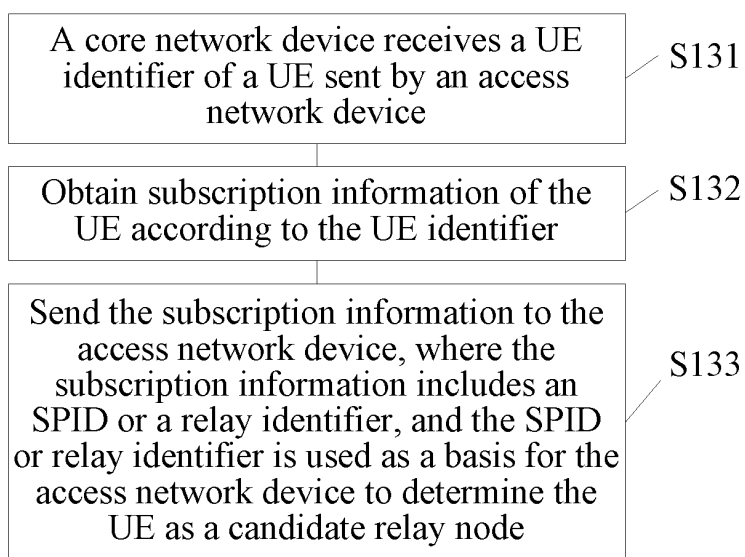 A core network device receives a UE
identifier of a UE sent by an access
network device
S131
Obtain subscription information of the
UE according to the UE identifier
S132
Send the subscription information to the
access network device, where the
subscription information includes an
SPID or a relay identifier, and the SPID
or relay identifier is used as a basis for the
access network device to determine the
UE as a candidate relay node
S133